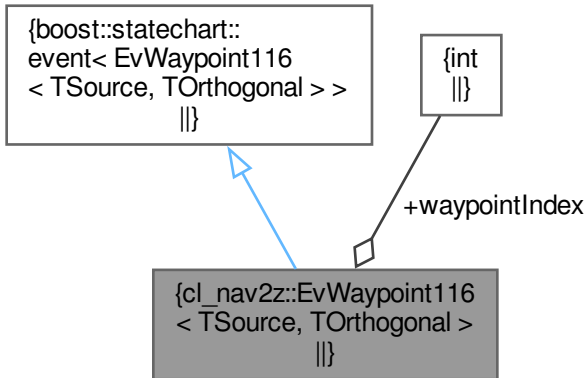 {boost::statechart::
event< EvWaypoint116
< TSource, TOrthogonal > >
||}
{int
||}
+waypointIndex
{cl_nav2z::EvWaypoint116
< TSource, TOrthogonal >
||}